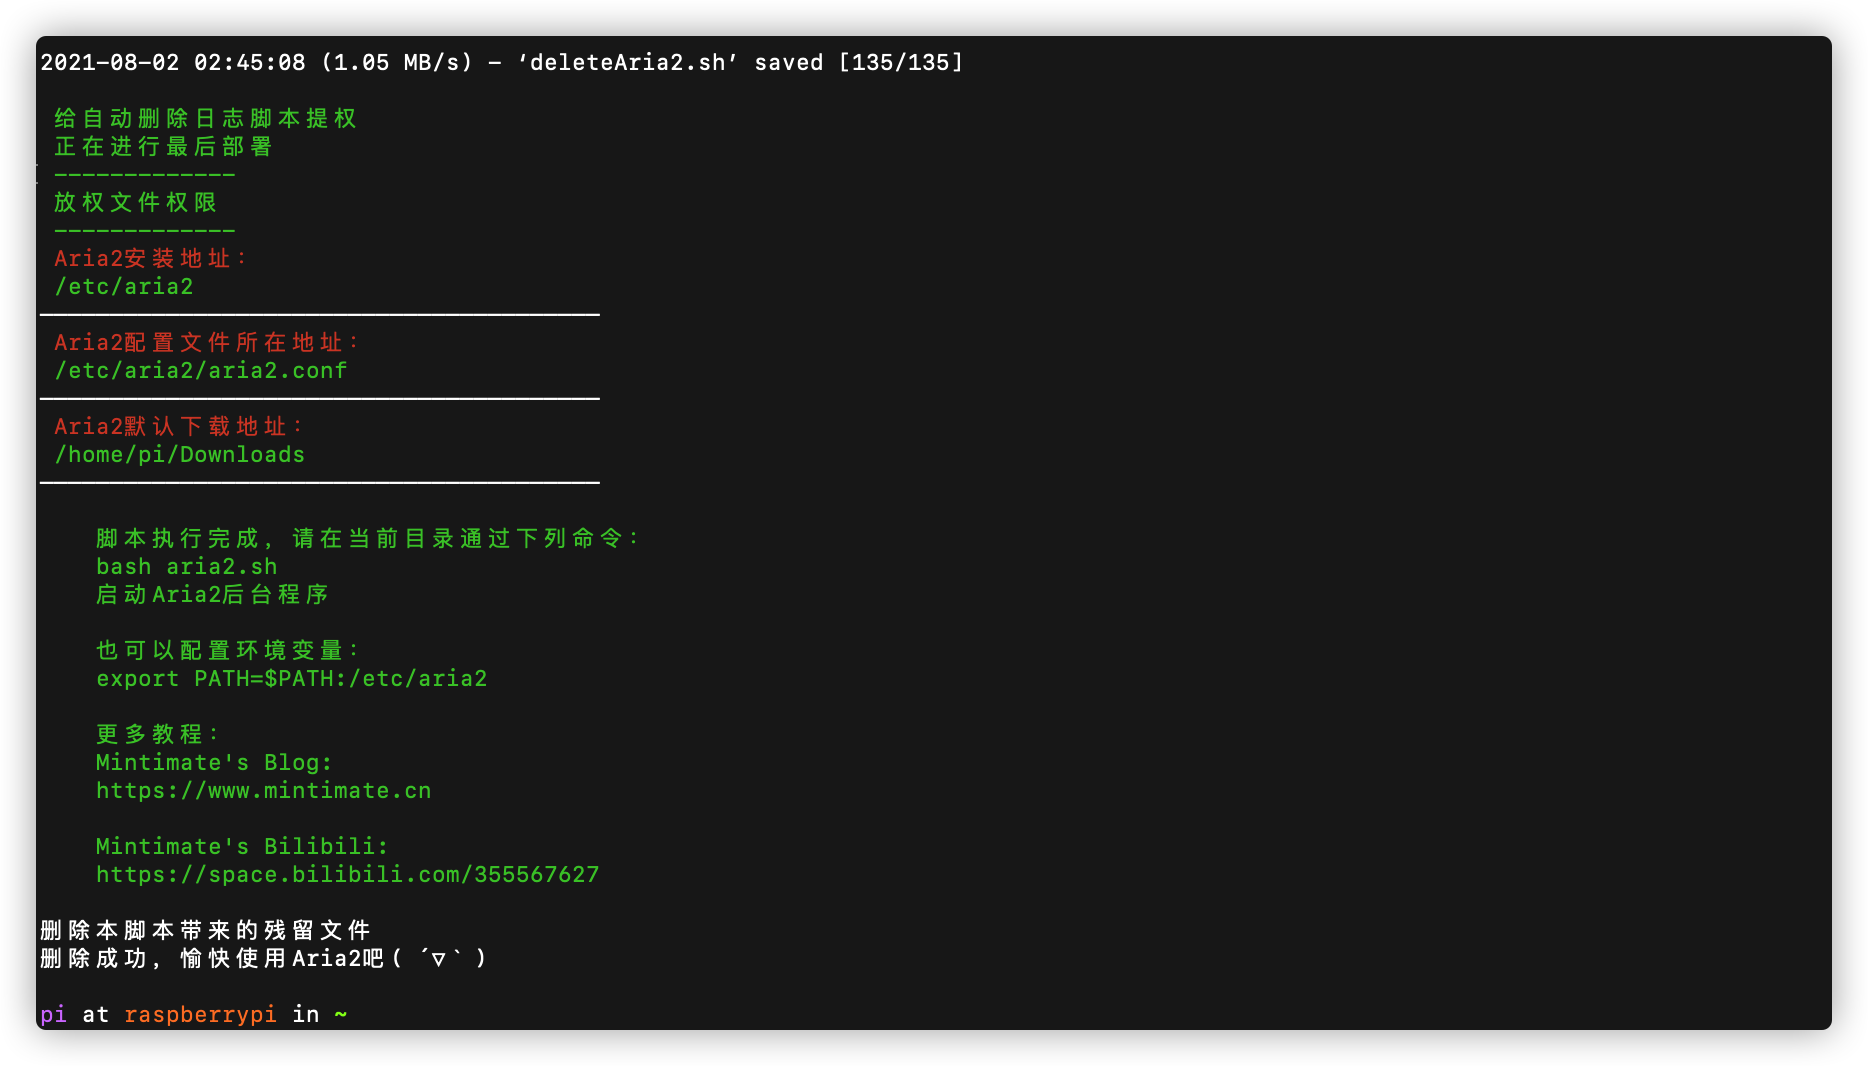 2021-08-02 02:45:08 (1.05 MB/s) - ‘deleteAria2.sh’ saved [135/135]
给自动删除日志脚本提权
正在进行最后部署
-------------
放权文件权限
-------------
Aria2安装地址：
/etc/aria2
————————————————————————————————————————
Aria2配置文件所在地址：
/etc/aria2/aria2.conf
————————————————————————————————————————
Aria2默认下载地址：
/home/pi/Downloads
————————————————————————————————————————
脚本执行完成，请在当前目录通过下列命令：
bash aria2.sh
启动Aria2后台程序
也可以配置环境变量：
export PATH=$PATH:/etc/aria2
更多教程：
Mintimate's Blog:
https://www.mintimate.cn
Mintimate's Bilibili:
https://space.bilibili.com/355567627
删除本脚本带来的残留文件
删除成功，愉快使用Aria2吧( ´▽｀)
pi at raspberrypi in ~